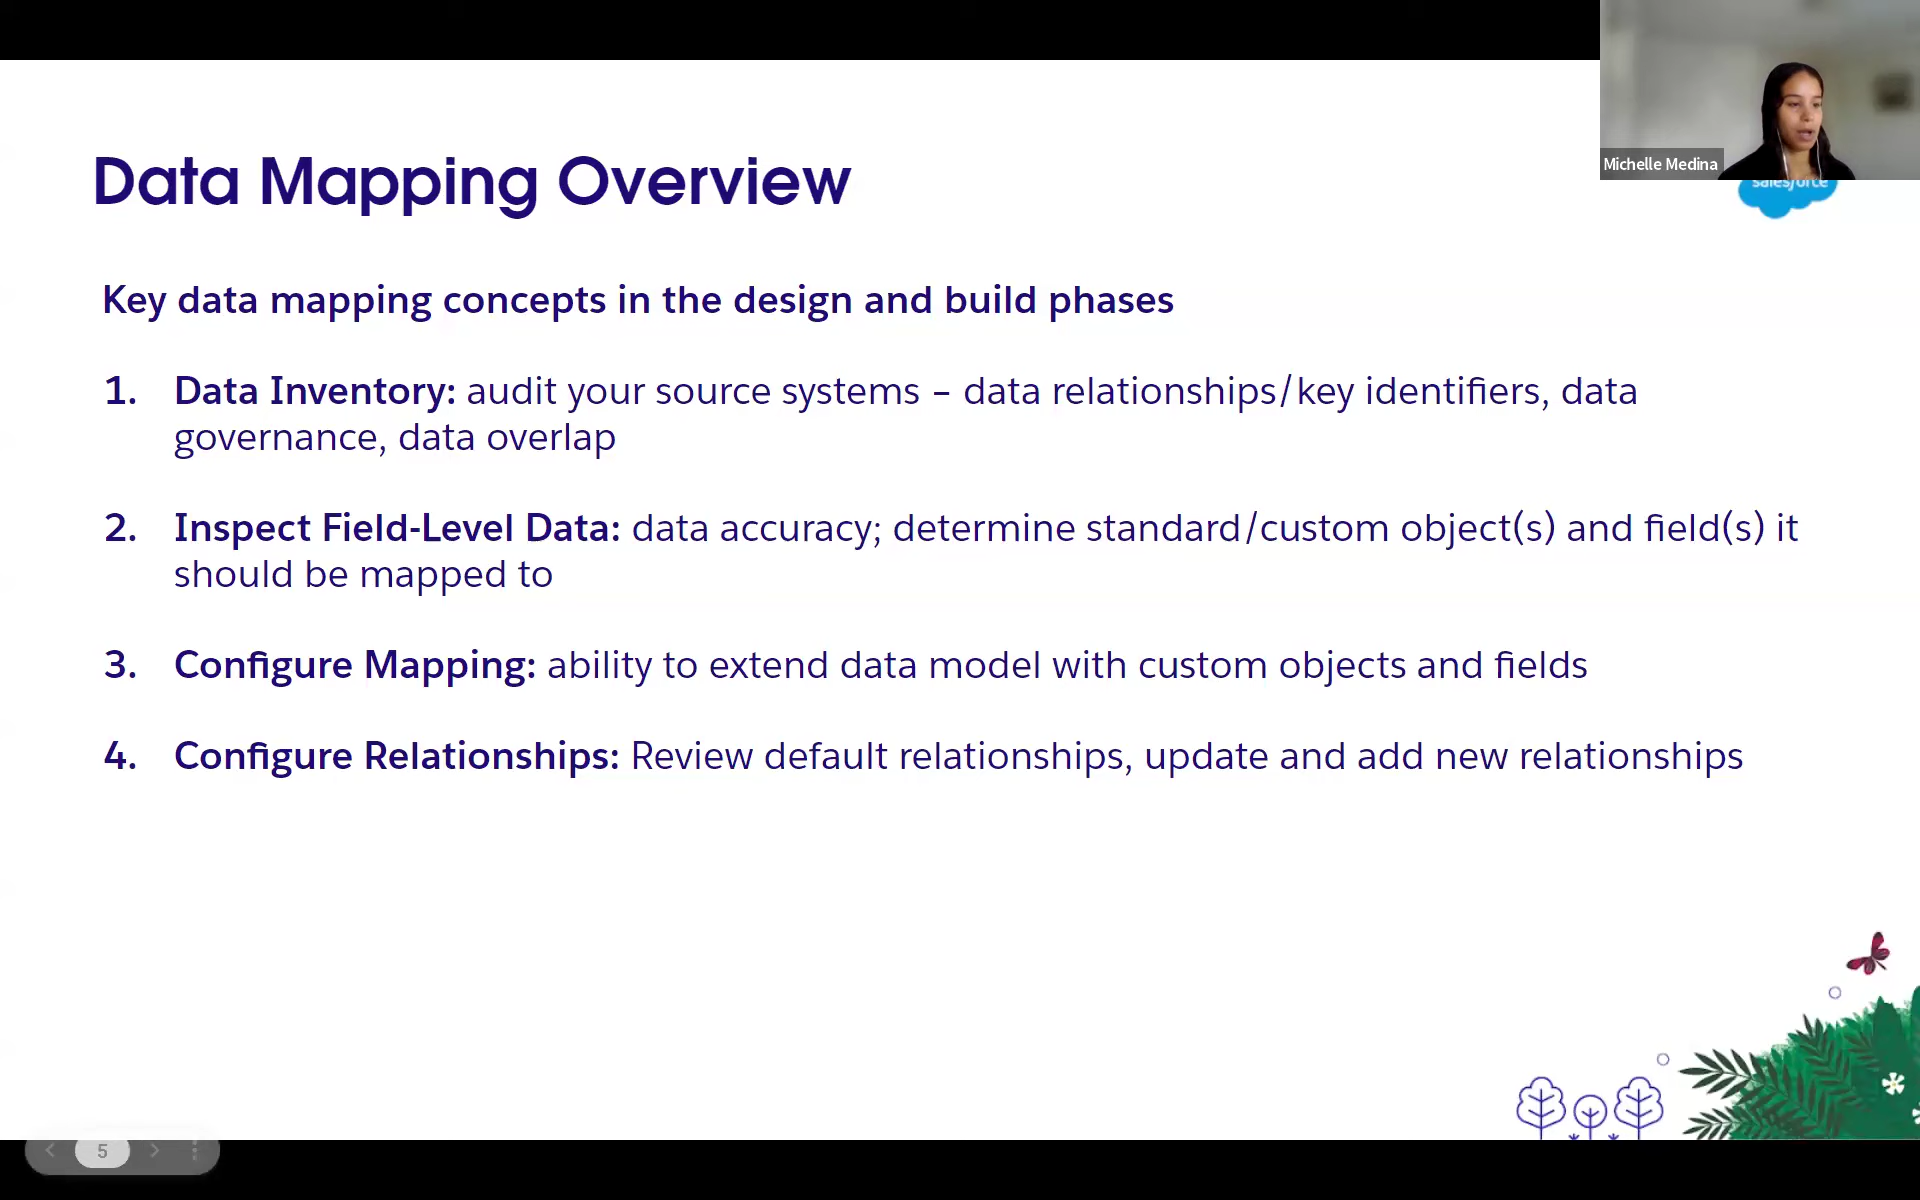 Michelle Medina
salesforce
Data Mapping Overview
Key data mapping concepts in the design and build phases
1. Data Inventory: audit your source systems – data relationships/key identifiers, data
governance, data overlap
2. Inspect Field-Level Data: data accuracy; determine standard/custom object(s) and field(s) it
should be mapped to
3. Configure Mapping: ability to extend data model with custom objects and fields
4. Configure Relationships: Review default relationships, update and add new relationships
5